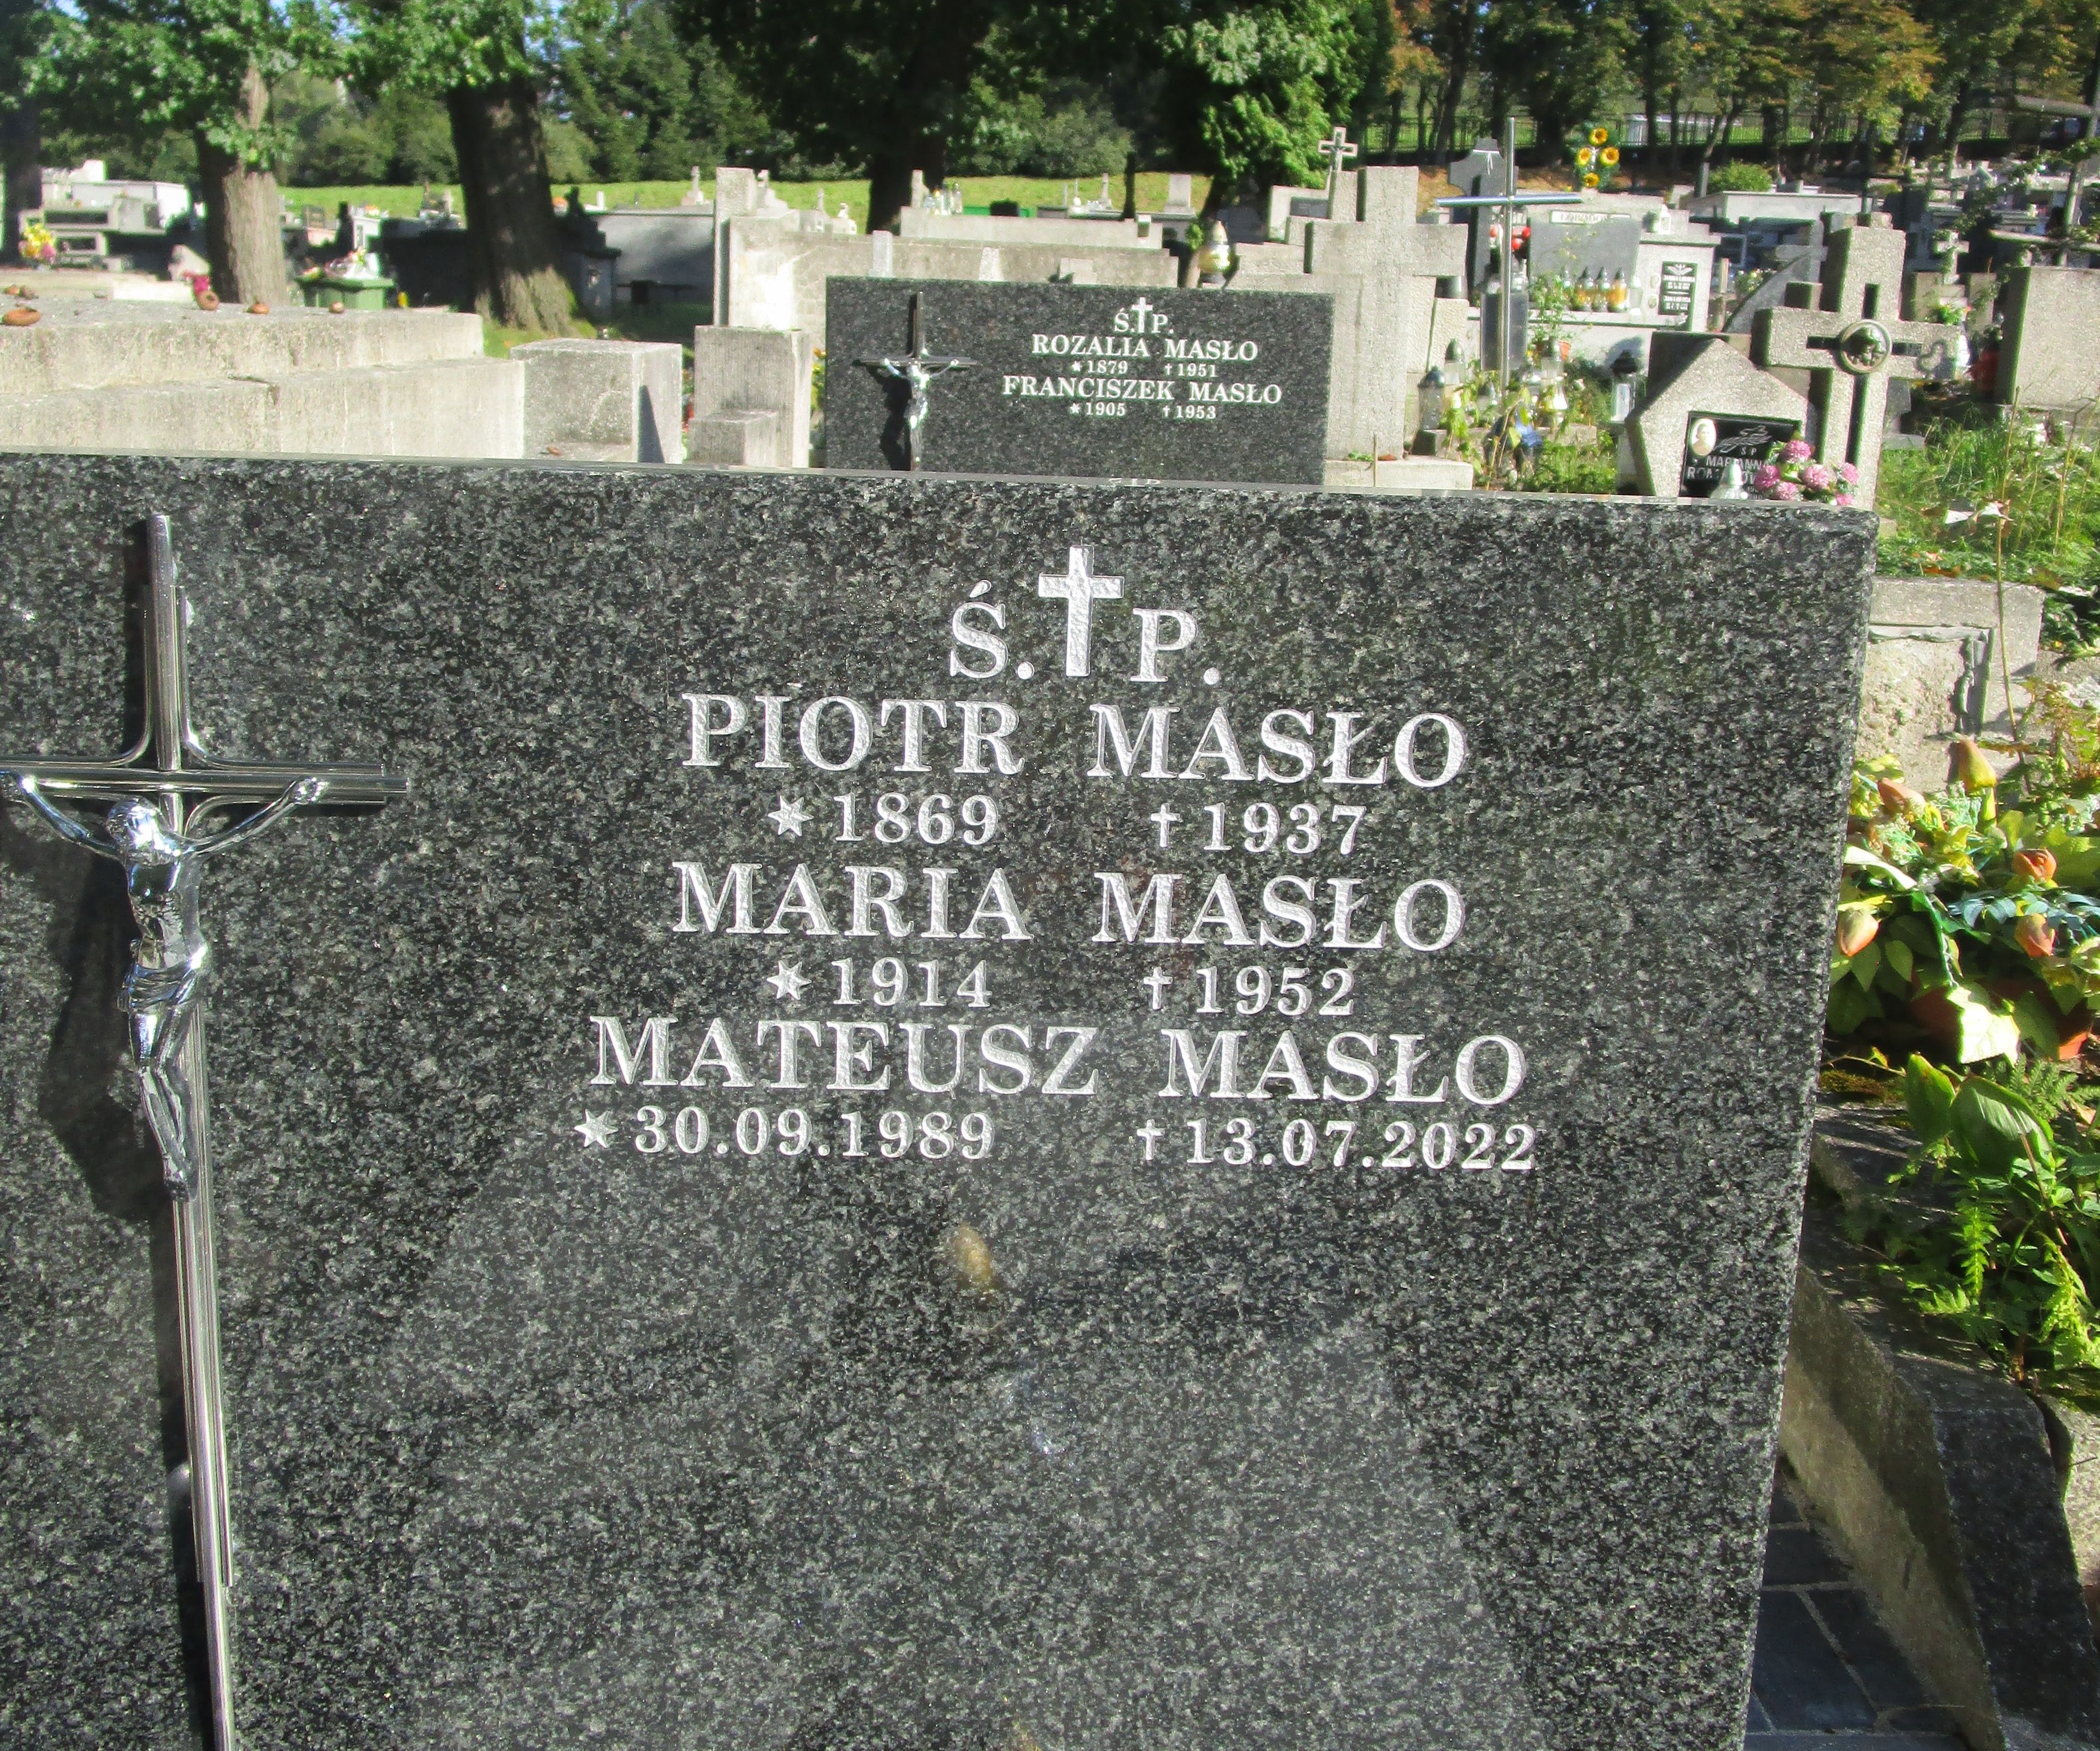 Ś.P.
ROZALIA MASŁO
*1879 †1951
FRANCISZEK MASŁO
*1905 †1953
Ś.P.
PIOTR MASŁO
*1869 †1937
MARIA MASŁO
*1914 †1952
MATEUSZ MASŁO
*30.09.1989 †13.07.2022